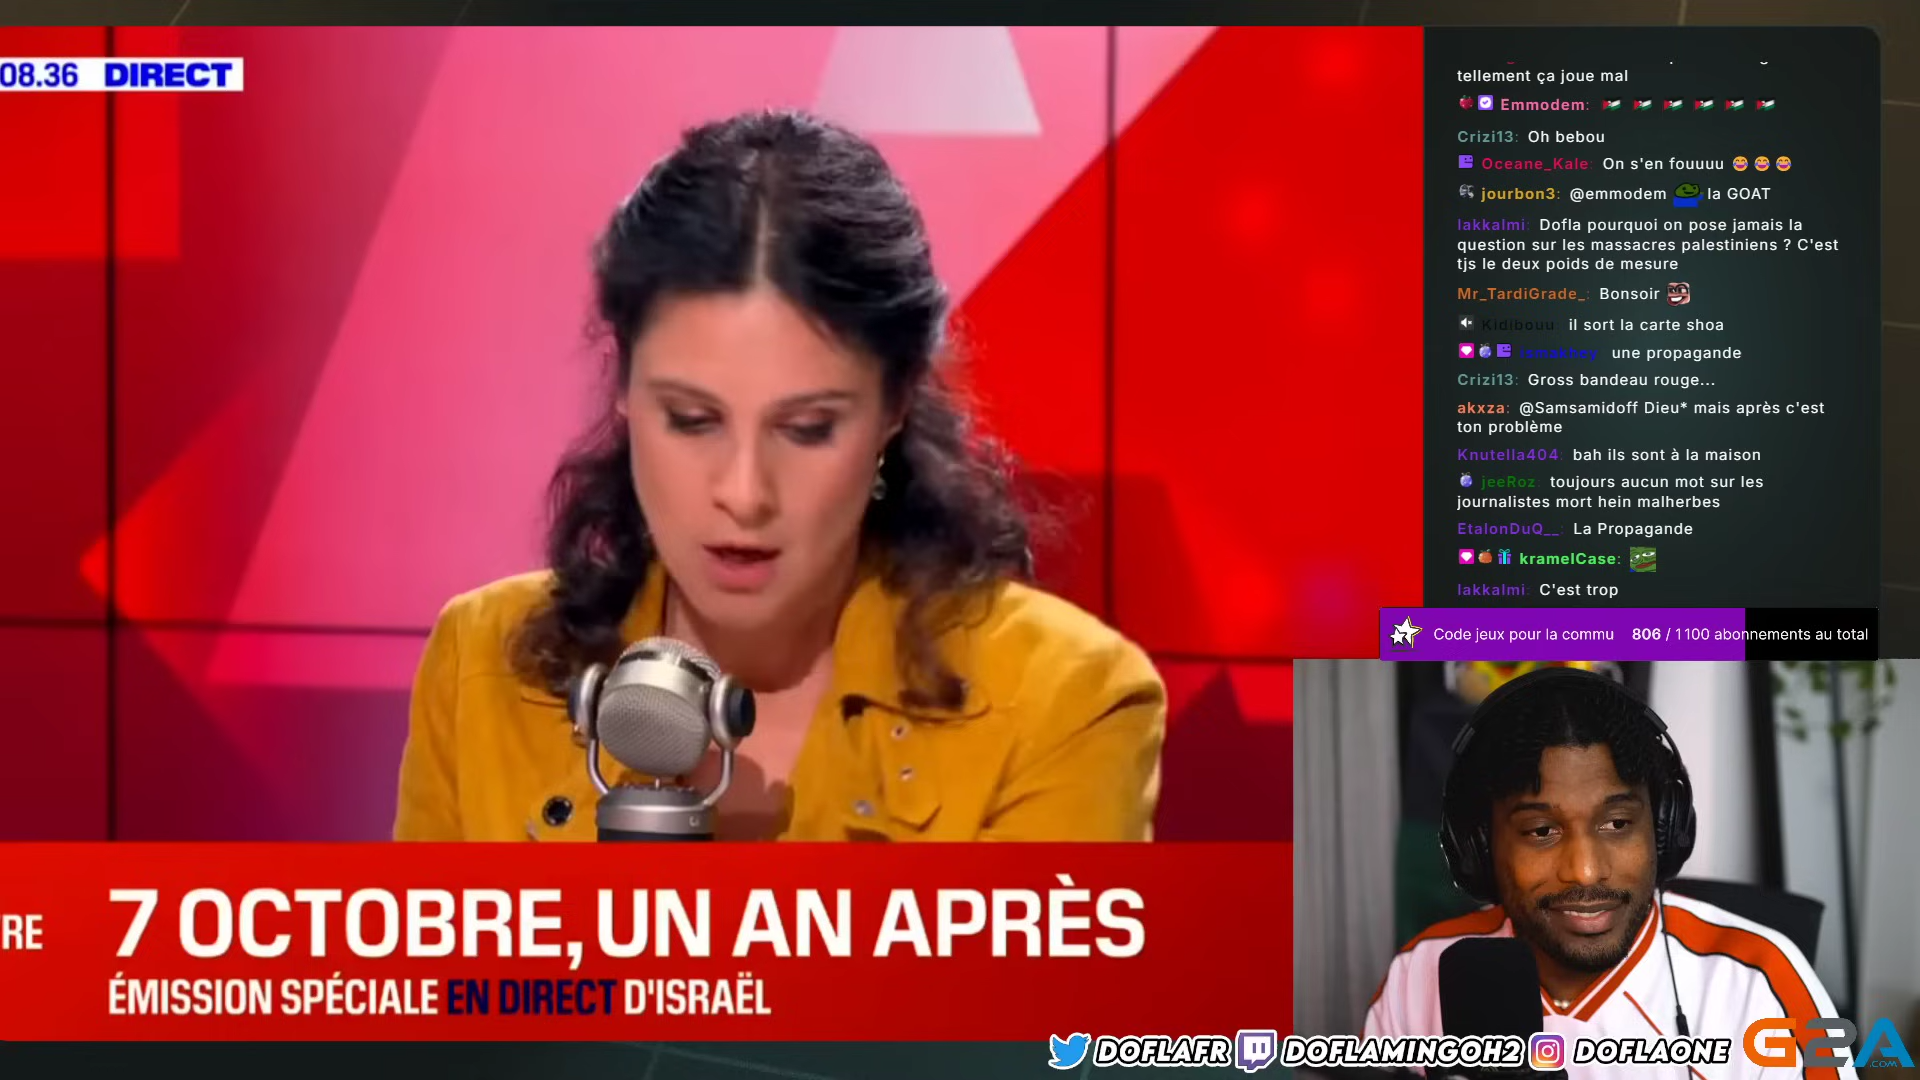 08.36 DIRECT
tellement ça joue mal
Emmodem:
Crizi13: Oh bebou
Oceane_Kale: On s'en fouuuu
jourbon3: @emmodem la GOAT
lakkalmi: Dofla pourquoi on pose jamais la
question sur les massacres palestiniens ? C'est
tjs le deux poids de mesure
Mr_TardiGrade_: Bonsoir
Kidibouu: il sort la carte shoa
une propagande
Crizi13: Gross bandeau rouge...
akxza: @Samsamidoff Dieu* mais après c'est
ton problème
Knutella404: bah ils sont à la maison
jeeRoz: toujours aucun mot sur les
journalistes mort hein malherbes
EtalonDuQ__: La Propagande
kramelCase:
lakkalmi: C'est trop
Code jeux pour la commu 806 / 1100 abonnements au total
7 OCTOBRE, UN AN APRÈS
ÉMISSION SPÉCIALE EN DIRECT D'ISRAËL
DOFLAFR DOFLAMINGOH2 DOFLAONE G2A
.COM